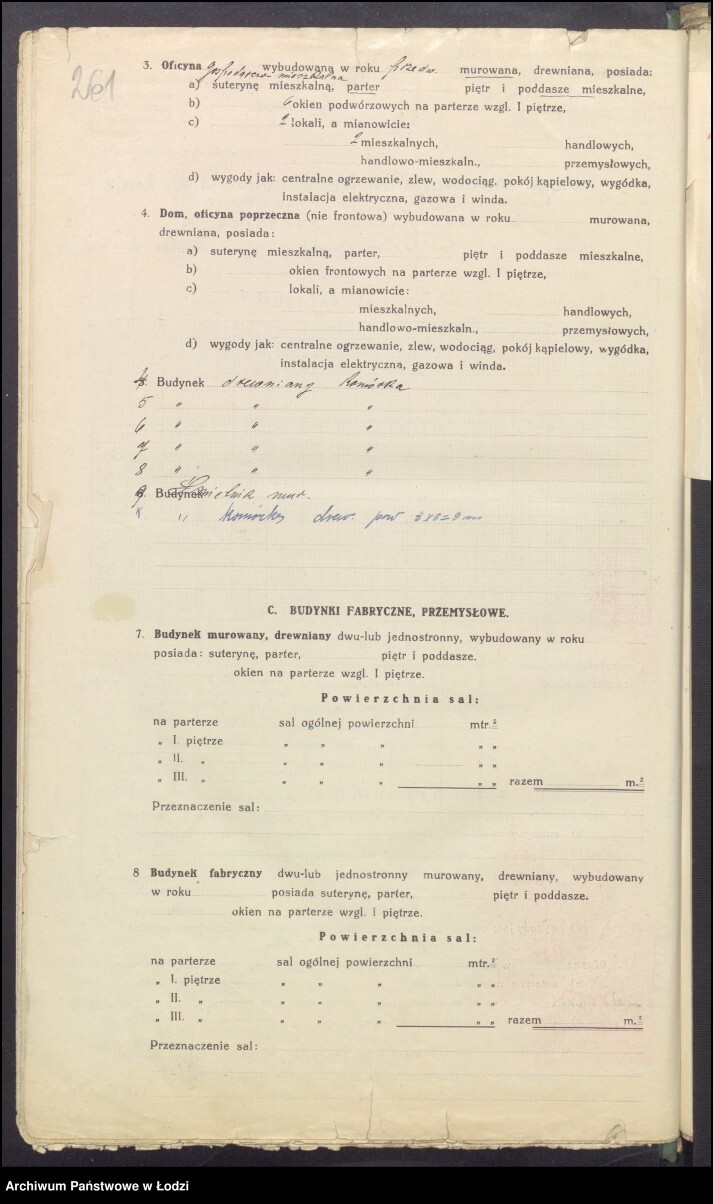 261
3. Oficyna wybudowana w roku przedw. murowana, drewniana, posiada:
Gospodarczo mieszkalna
a) suterynę mieszkalną, parter piętr i poddasze mieszkalne,
b) 6 okien podwórzowych na parterze wzgl. I piętrze,
c) 2 lokali, a mianowicie:
2 mieszkalnych, handlowych,
handlowo-mieszkaln., przemysłowych,
d) wygody jak: centralne ogrzewanie, zlew, wodociąg, pokój kąpielowy, wygódka,
instalacja elektryczna, gazowa i winda.
4. Dom, oficyna poprzeczna (nie frontowa) wybudowana w roku murowana,
drewniana, posiada:
a) suterynę mieszkalną, parter, piętr i poddasze mieszkalne,
b) okien frontowych na parterze wzgl. I piętrze,
c) lokali, a mianowicie:
mieszkalnych, handlowych,
handlowo-mieszkaln., przemysłowych,
d) wygody jak: centralne ogrzewanie, zlew, wodociąg, pokój kąpielowy, wygódka,
instalacja elektryczna, gazowa i winda.
4. Budynek drewniany komórka
5 " " "
6 " " "
7 " " "
8 " " "
9. Budynek Śmietnik mur.
" komórka drew. pow 3x3=9 m
C. BUDYNKI FABRYCZNE, PRZEMYSŁOWE.
7. Budynek murowany, drewniany dwu-lub jednostronny, wybudowany w roku
posiada: suterynę, parter, piętr i poddasze.
okien na parterze wzgl. I piętrze.
Powierzchnia sal:
na parterze sal ogólnej powierzchni mtr.²
„ I. piętrze „ „ „ „ „
„ II. „ „ „ „ „ „
„ III. „ „ „ „ „ „ razem m.²
Przeznaczenie sal:
8 Budynek fabryczny dwu-lub jednostronny murowany, drewniany, wybudowany
w roku posiada suterynę, parter, piętr i poddasze.
okien na parterze wzgl. I piętrze.
Powierzchnia sal:
na parterze sal ogólnej powierzchni mtr.²
„ I. piętrze „ „ „ „ „
„ II. „ „ „ „ „ „
„ III. „ „ „ „ „ „ razem m.²
Przeznaczenie sal:
Archiwum Państwowe w Łodzi